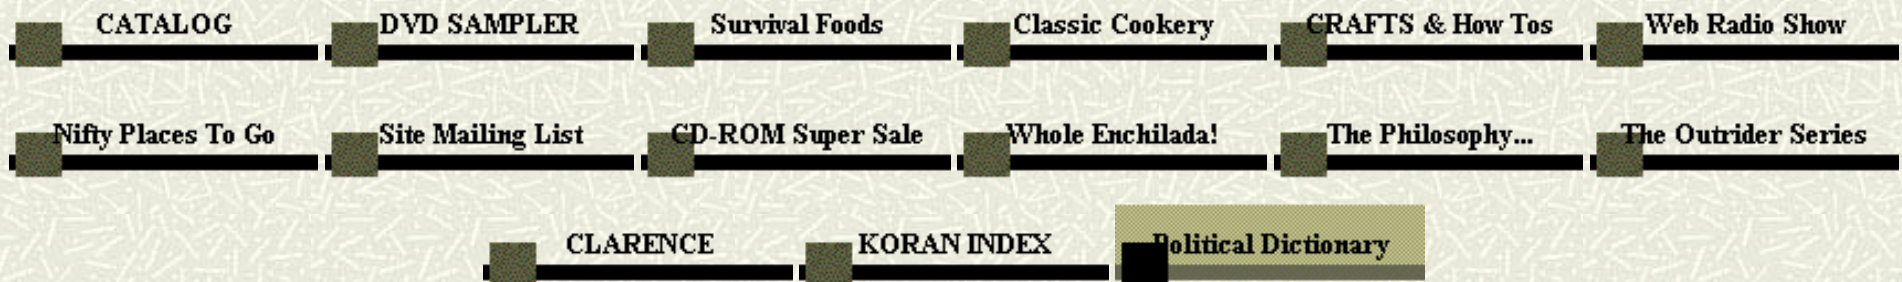 CATALOG DVD SAMPLER Survival Foods Classic Cookery CRAFTS & How Tos Web Radio Show
Nifty Places To Go Site Mailing List CD-ROM Super Sale Whole Enchilada! The Philosophy... The Outrider Series
CLARENCE KORAN INDEX Political Dictionary